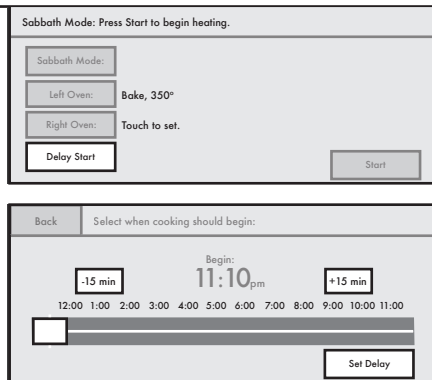 Sabbath Mode: Press Start to begin heating.
Sabbath Mode:
Left Oven: Bake, 350°
Right Oven: Touch to set.
Delay Start
Start
Back Select when cooking should begin:
Begin:
-15 min 11:10pm +15 min
12:00 1:00 2:00 3:00 4:00 5:00 6:00 7:00 8:00 9:00 10:00 11:00
Set Delay